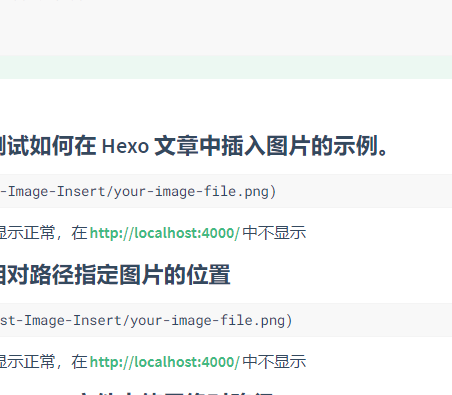 试如何在 Hexo 文章中插入图片的示例。
-Image-Insert/your-image-file.png)
显示正常，在 http://localhost:4000/ 中不显示
相对路径指定图片的位置
st-Image-Insert/your-image-file.png)
显示正常，在 http://localhost:4000/ 中不显示